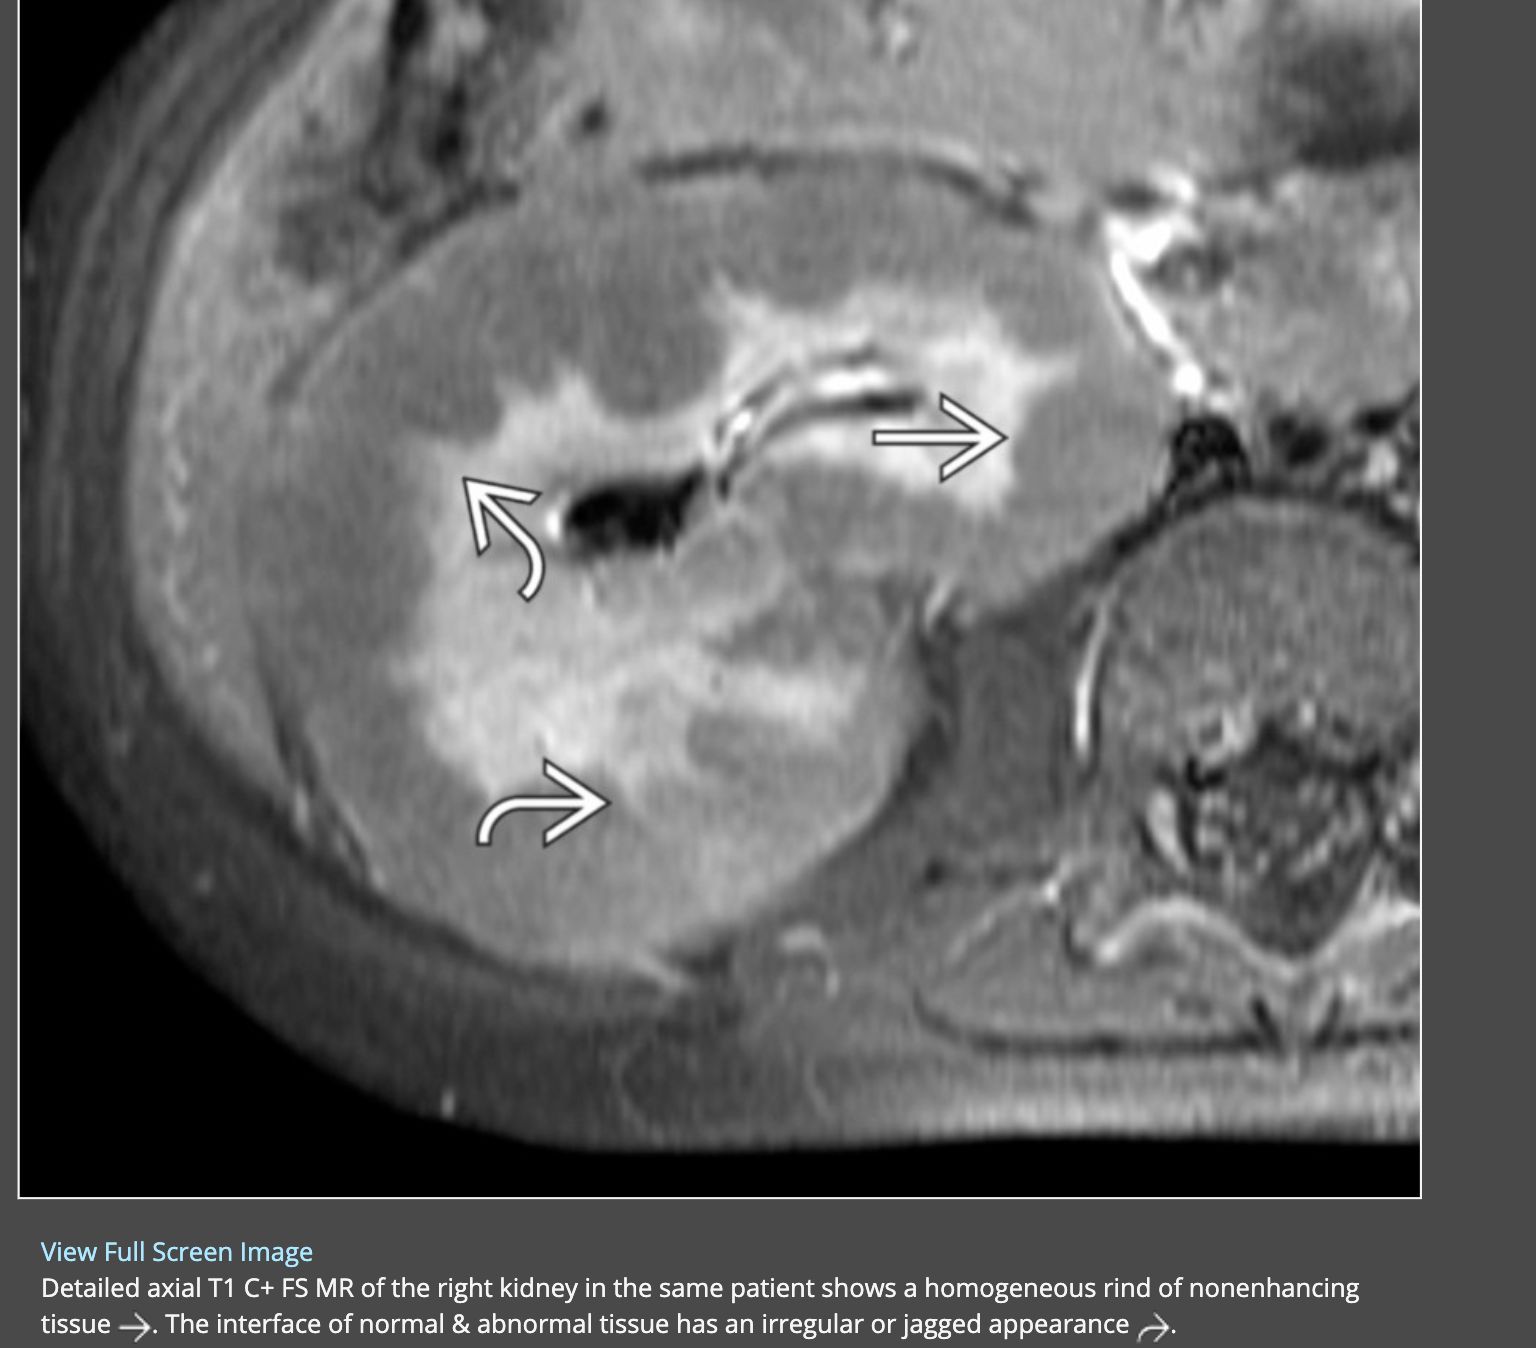 View Full Screen Image
Detailed axial T1 C+ FS MR of the right kidney in the same patient shows a homogeneous rind of nonenhancing
tissue →. The interface of normal & abnormal tissue has an irregular or jagged appearance ↷.